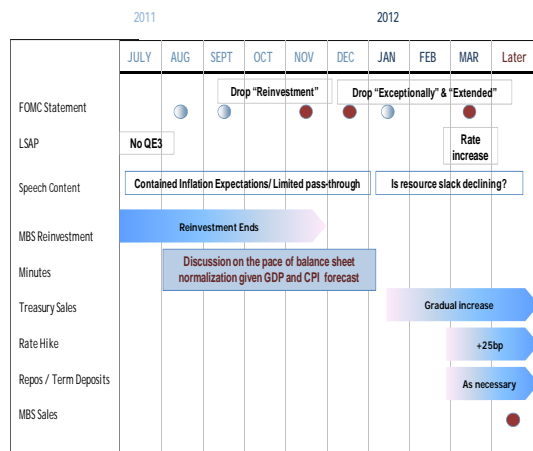 2011 2012
JULY AUG SEPT OCT NOV DEC JAN FEB MAR Later
Drop “Reinvestment” Drop “Exceptionally” & “Extended”
FOMC Statement
LSAP No QE3 Rate
increase
Speech Content Contained Inflation Expectations/ Limited pass-through Is resource slack declining?
MBS Reinvestment Reinvestment Ends
Minutes Discussion on the pace of balance sheet
normalization given GDP and CPI forecast
Treasury Sales Gradual increase
Rate Hike +25bp
Repos / Term Deposits As necessary
MBS Sales